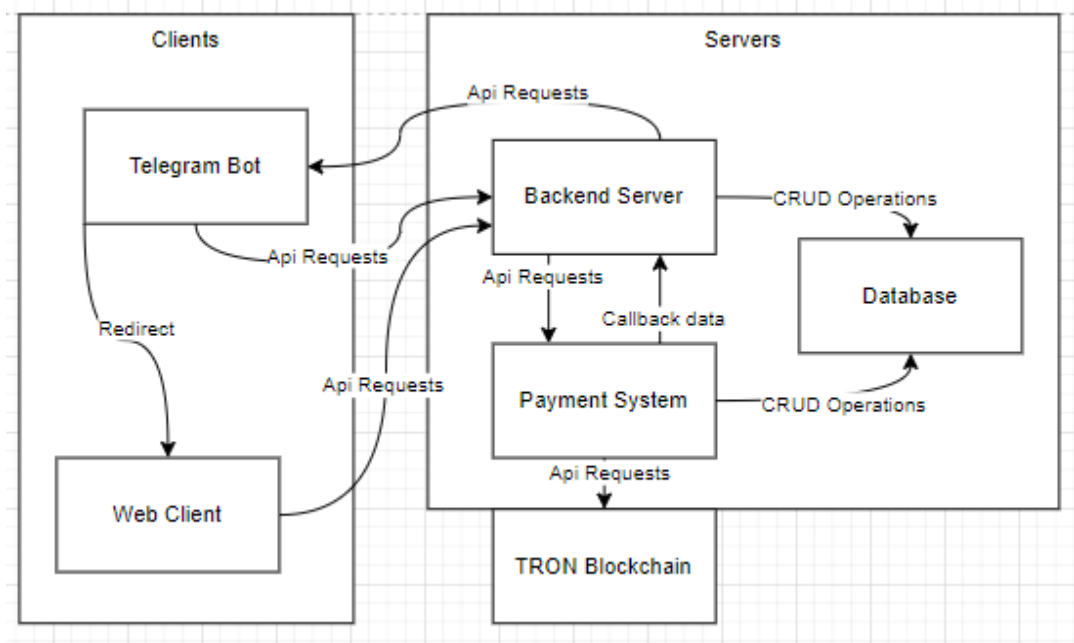 Clients
Servers
Api Requests
Telegram Bot
Backend Server
CRUD Operations
Api Requests
Api Requests
Database
Callback data
Redirect
Api Requests
Payment System
CRUD Operations
Api Requests
Web Client
TRON Blockchain